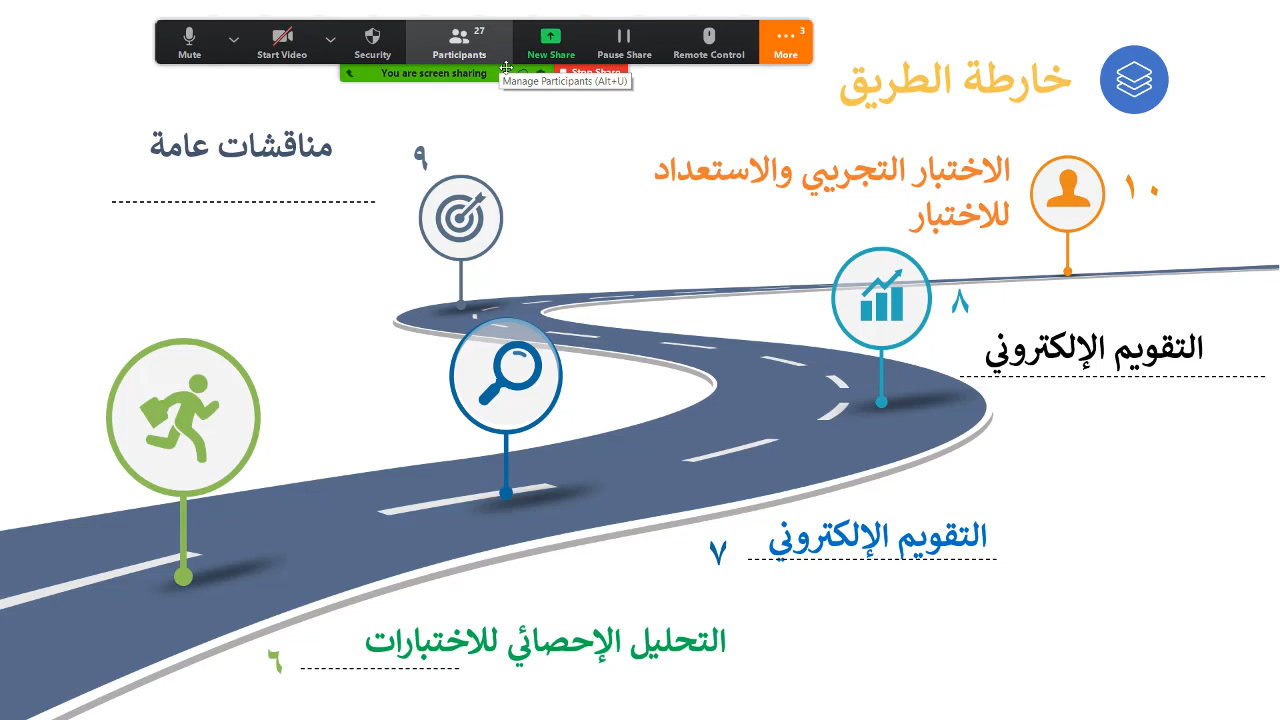 Mute
Start Video
Security
Participants
27
New Share
Pause Share
Remote Control
More
3
You are screen sharing
Stop Share
Manage Participants (Alt+U)
خارطة الطريق
مناقشات عامة
٩
الاختبار التجريبي والاستعداد
للاختبار
١٠
٨
التقويم الإلكتروني
التقويم الإلكتروني
٧
التحليل الإحصائي للاختبارات
٦